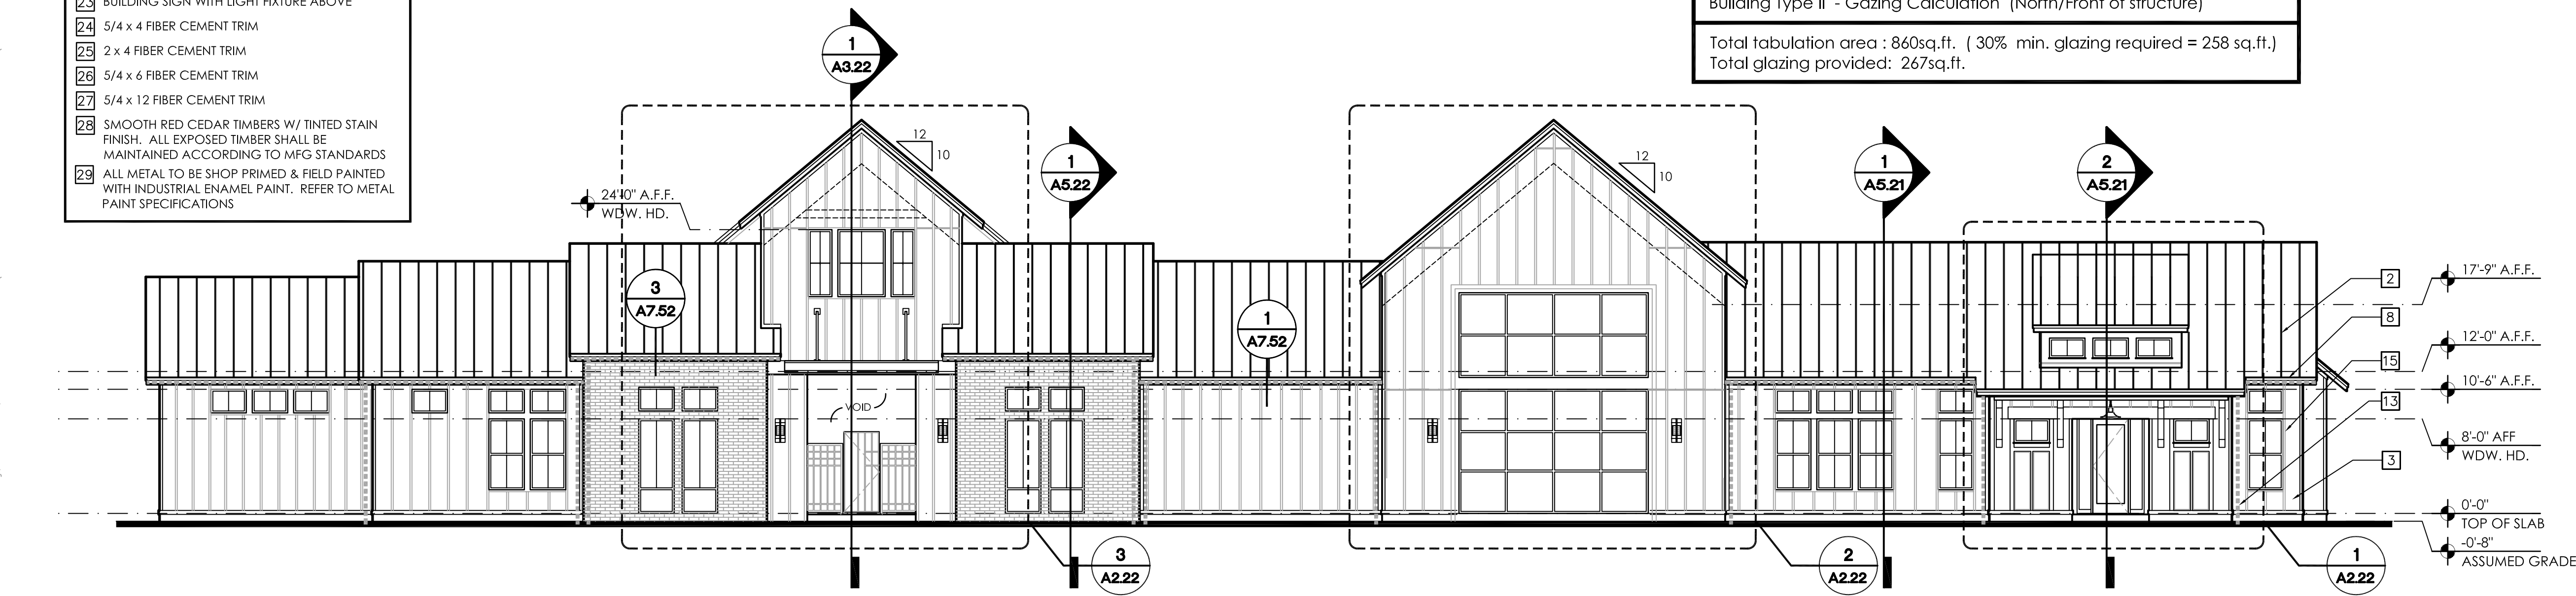 23 BUILDING SIGN WITH LIGHT FIXTURE ABOVE
24 5/4 x 4 FIBER CEMENT TRIM
25 2 x 4 FIBER CEMENT TRIM
26 5/4 x 6 FIBER CEMENT TRIM
27 5/4 x 12 FIBER CEMENT TRIM
28 SMOOTH RED CEDAR TIMBERS W/ TINTED STAIN
FINISH. ALL EXPOSED TIMBER SHALL BE
MAINTAINED ACCORDING TO MFG STANDARDS
29 ALL METAL TO BE SHOP PRIMED & FIELD PAINTED
WITH INDUSTRIAL ENAMEL PAINT. REFER TO METAL
PAINT SPECIFICATIONS
Building Type II - Gazing Calculation (North/Front of structure)
Total tabulation area : 860sq.ft. ( 30% min. glazing required = 258 sq.ft.)
Total glazing provided: 267sq.ft.
1
A3.22
12
10
1
A5.22
12
10
1
A5.21
2
A5.21
24'-0" A.F.F.
WDW. HD.
3
A7.52
1
A7.52
VOID
2
8
15
13
3
17'-9" A.F.F.
12'-0" A.F.F.
10'-6" A.F.F.
8'-0" AFF
WDW. HD.
0'-0"
TOP OF SLAB
-0'-8"
ASSUMED GRADE
3
A2.22
2
A2.22
1
A2.22